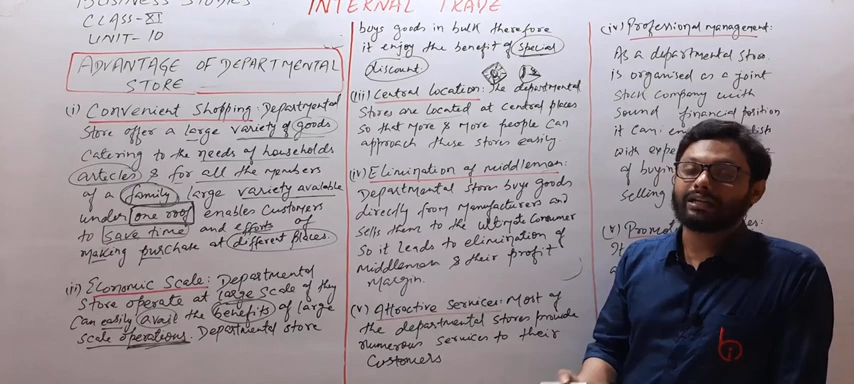 BUSINESS STUDIES
CLASS-XI
UNIT-10
INTERNAL TRADE
ADVANTAGE OF DEPARTMENTAL
STORE
(i) Convenient Shopping: Departmental
Store offer a large variety of goods
Catering to the needs of households
articles & for all the members
of a family large variety available
under one roof enables customers
to save time and efforts of
making purchase at different places.
(ii) Economic Scale: Departmental
Store operate at large scale of they
can easily avail the benefits of large
scale operations. Departmental store
buys goods in bulk therefore
it enjoy the benefit of special
discount
(iii) Central Location: The departmental
Stores are located at central places
so that more & more people can
approach these stores easily.
(iv) Elimination of middleman:
Departmental Store buys goods
directly from manufacturers and
sells them to the ultimate consumer
so it leads to elimination of
middleman & their profit
margin.
(v) Attractive Services: Most of
the departmental stores provide
numerous services to their
Customers
(iv) Professional management:
As a departmental store
is organised as a joint
stock company with
sound financial position
it can
with
of buying
selling
(v)